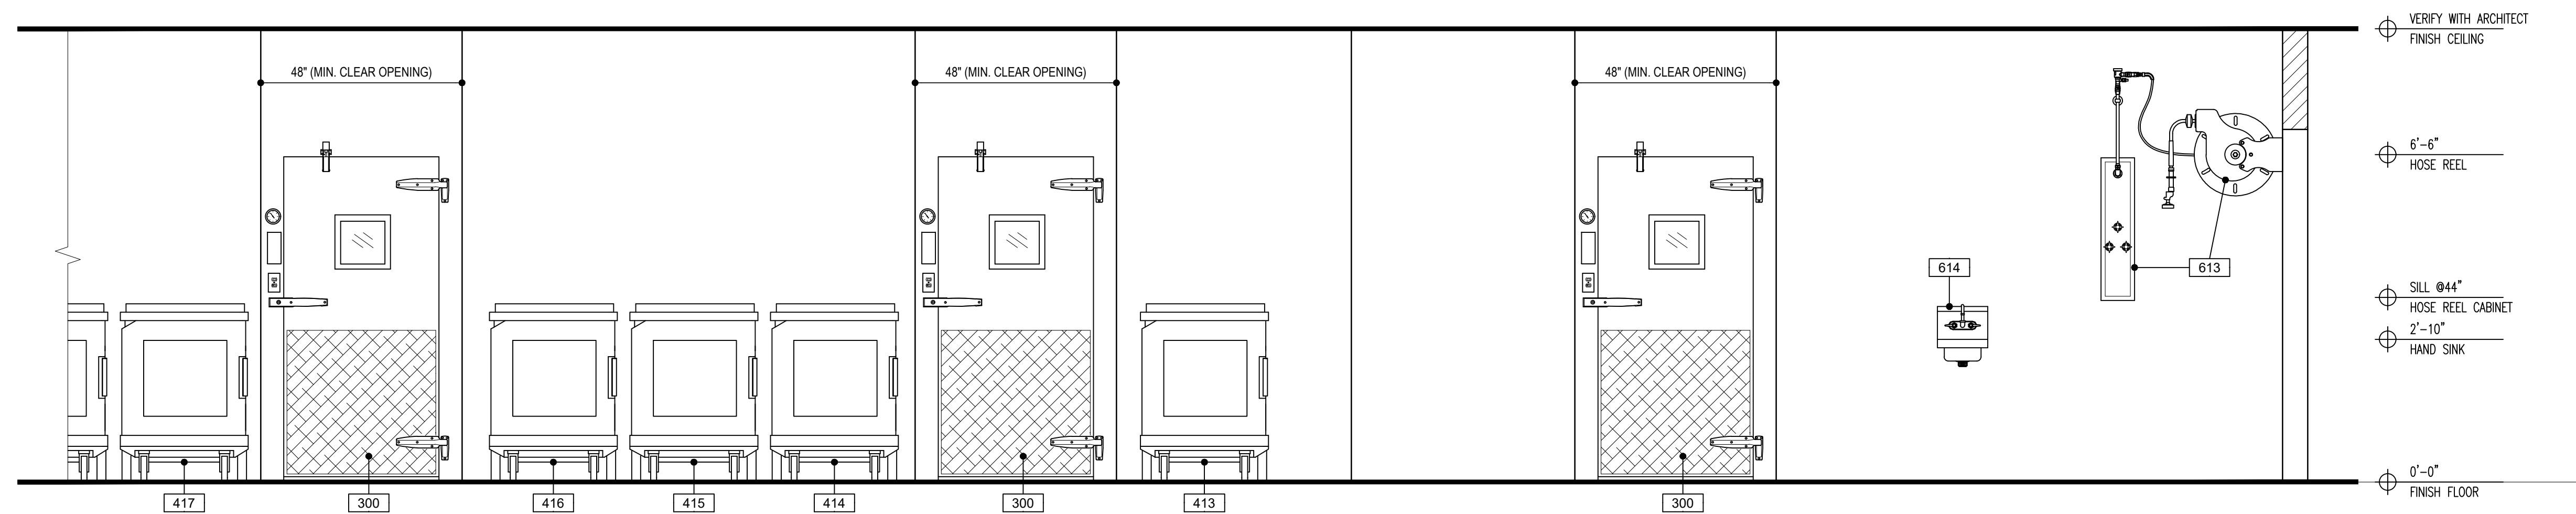 VERIFY WITH ARCHITECT
FINISH CEILING
48" (MIN. CLEAR OPENING)
48" (MIN. CLEAR OPENING)
48" (MIN. CLEAR OPENING)
6'-6"
HOSE REEL
614
613
SILL @44"
HOSE REEL CABINET
2'-10"
HAND SINK
0'-0"
FINISH FLOOR
417
300
416
415
414
300
413
300